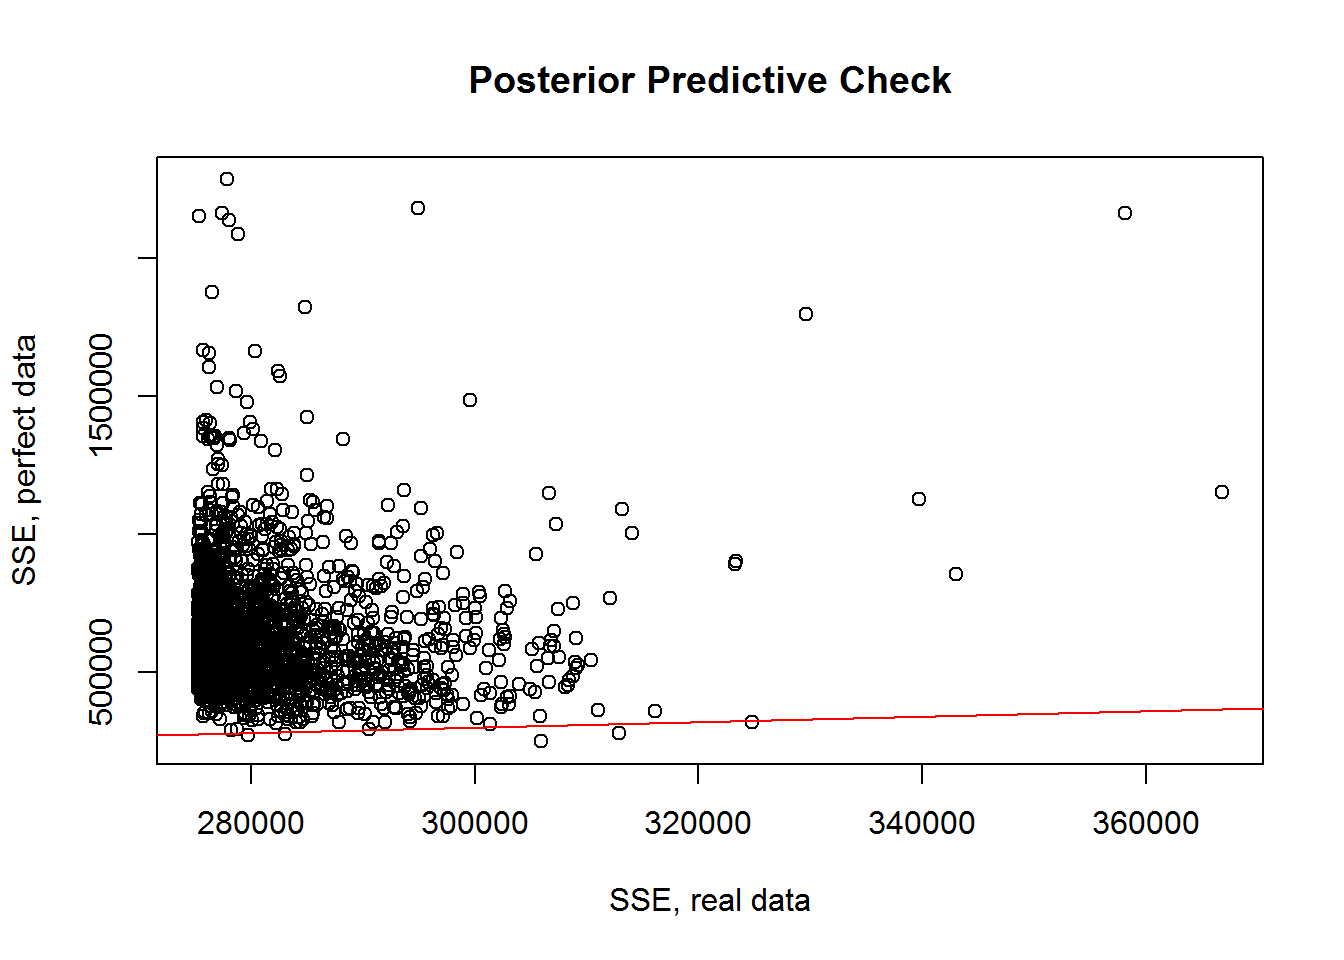 Posterior Predictive Check
SSE, perfect data
1500000
500000
280000 300000 320000 340000 360000
SSE, real data